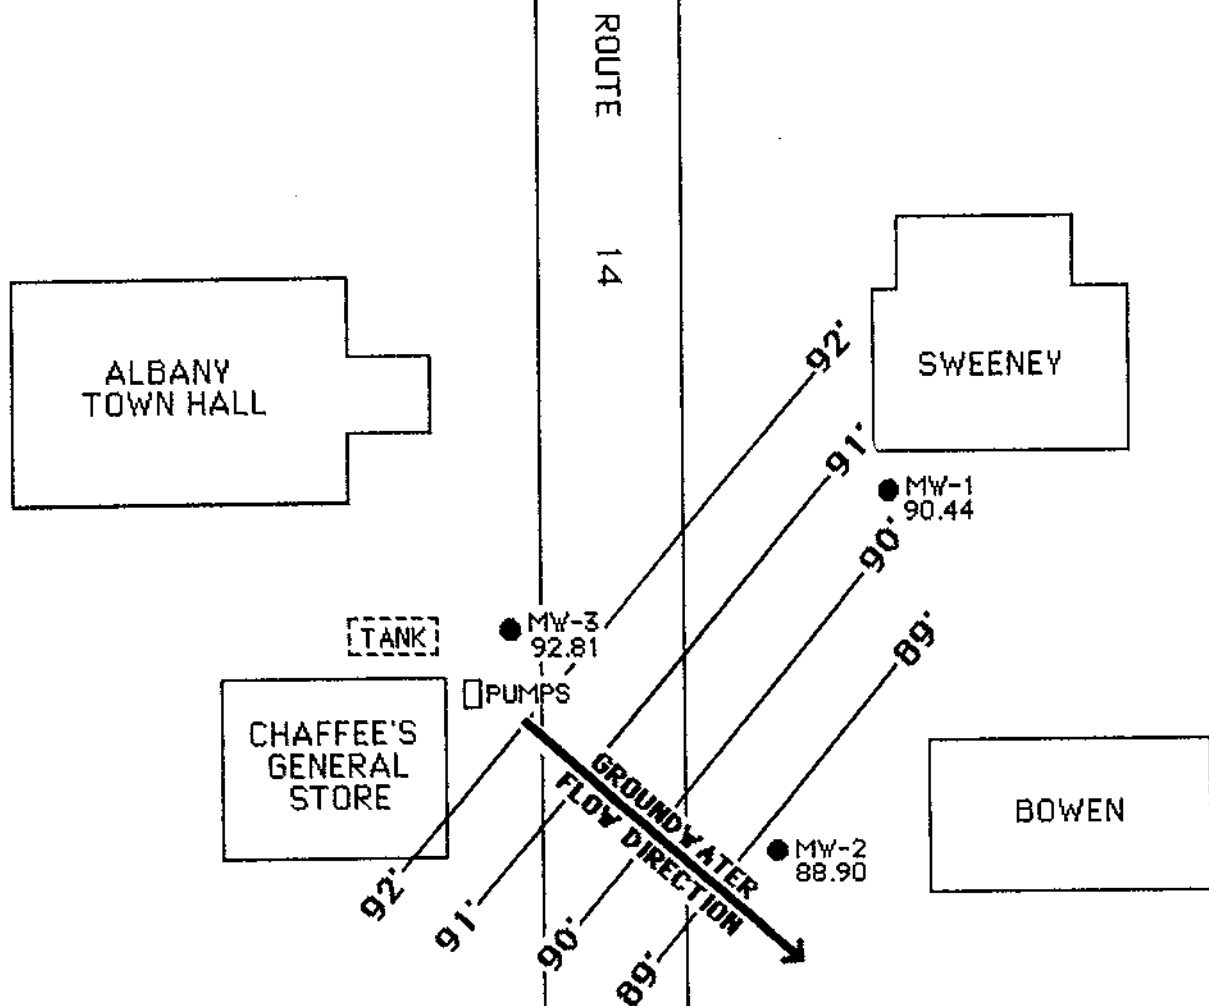 ROUTE 14
ALBANY
TOWN HALL
SWEENEY
92'
91'
MW-1
90.44
90'
89'
MW-3
92.81
TANK
PUMPS
CHAFFEE'S
GENERAL
STORE
GROUNDWATER
FLOW DIRECTION
BOWEN
MW-2
88.90
92'
91'
90'
89'